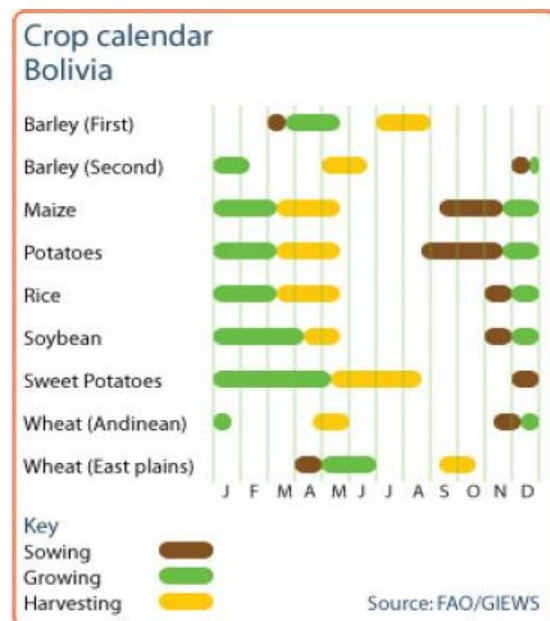 Crop calendar
Bolivia
Barley (First)
Barley (Second)
Maize
Potatoes
Rice
Soybean
Sweet Potatoes
Wheat (Andinean)
Wheat (East plains)
J F M A M J J A S O N D
Key
Sowing
Growing
Harvesting
Source: FAO/GIEWS